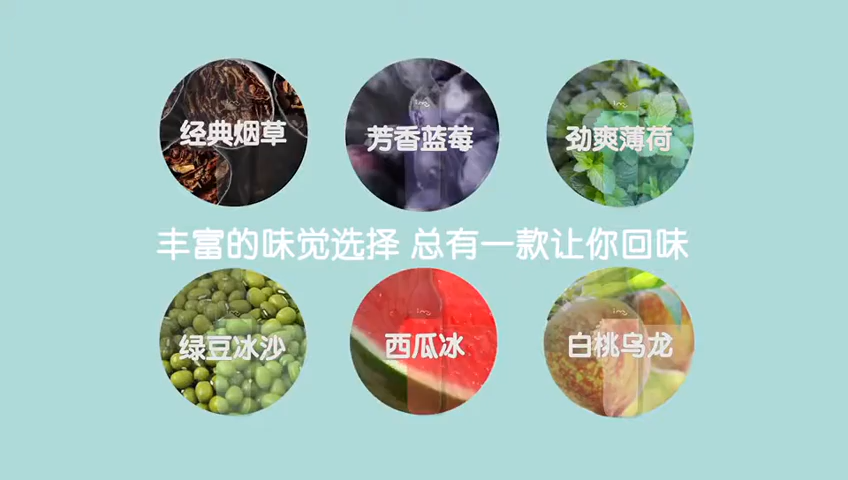 经典烟草
芳香蓝莓
劲爽薄荷
丰富的味觉选择 总有一款让你回味
绿豆冰沙
西瓜冰
白桃乌龙